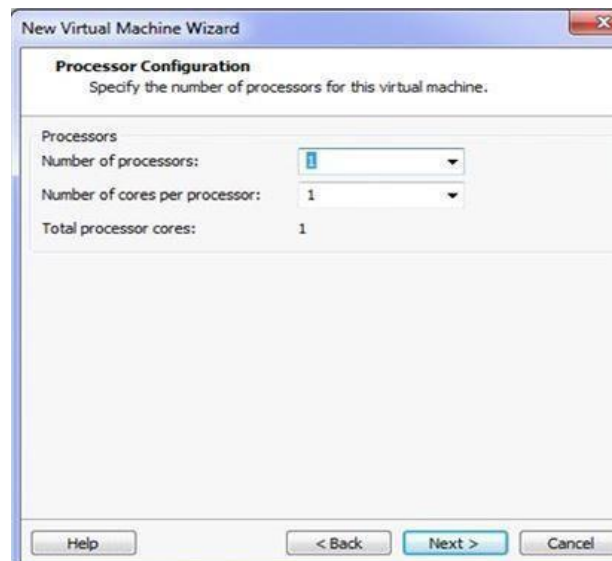 New Virtual Machine Wizard
Processor Configuration
Specify the number of processors for this virtual machine.
Processors
Number of processors: 1
Number of cores per processor: 1
Total processor cores: 1
Help < Back Next > Cancel